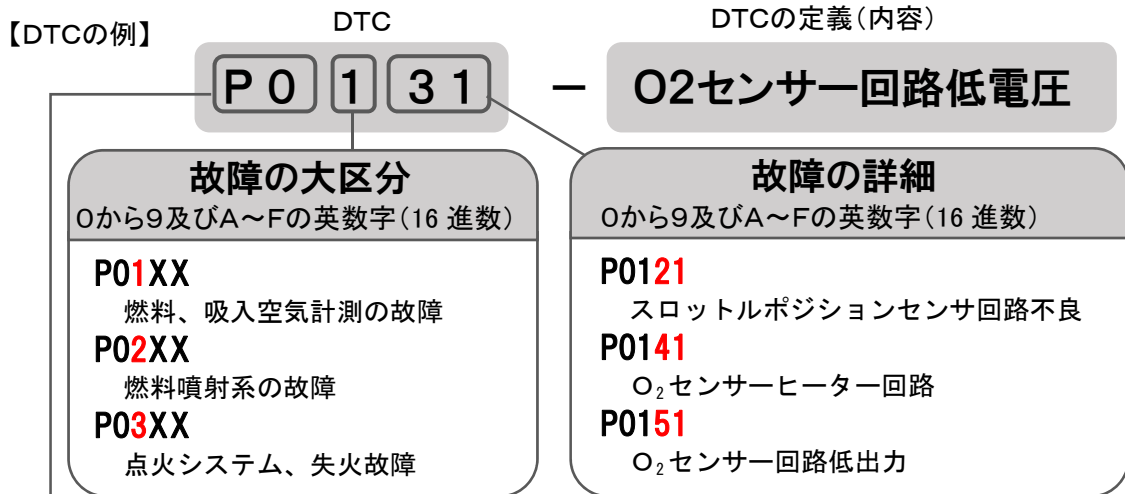 【DTCの例】
DTC
DTCの定義(内容)
P0 1 31 － O2センサー回路低電圧
故障の大区分
0から9及びA～Fの英数字(16 進数)
P01XX
燃料、吸入空気計測の故障
P02XX
燃料噴射系の故障
P03XX
点火システム、失火故障
故障の詳細
0から9及びA～Fの英数字(16 進数)
P0121
スロットルポジションセンサ回路不良
P0141
O₂センサーヒーター回路
P0151
O₂センサー回路低出力